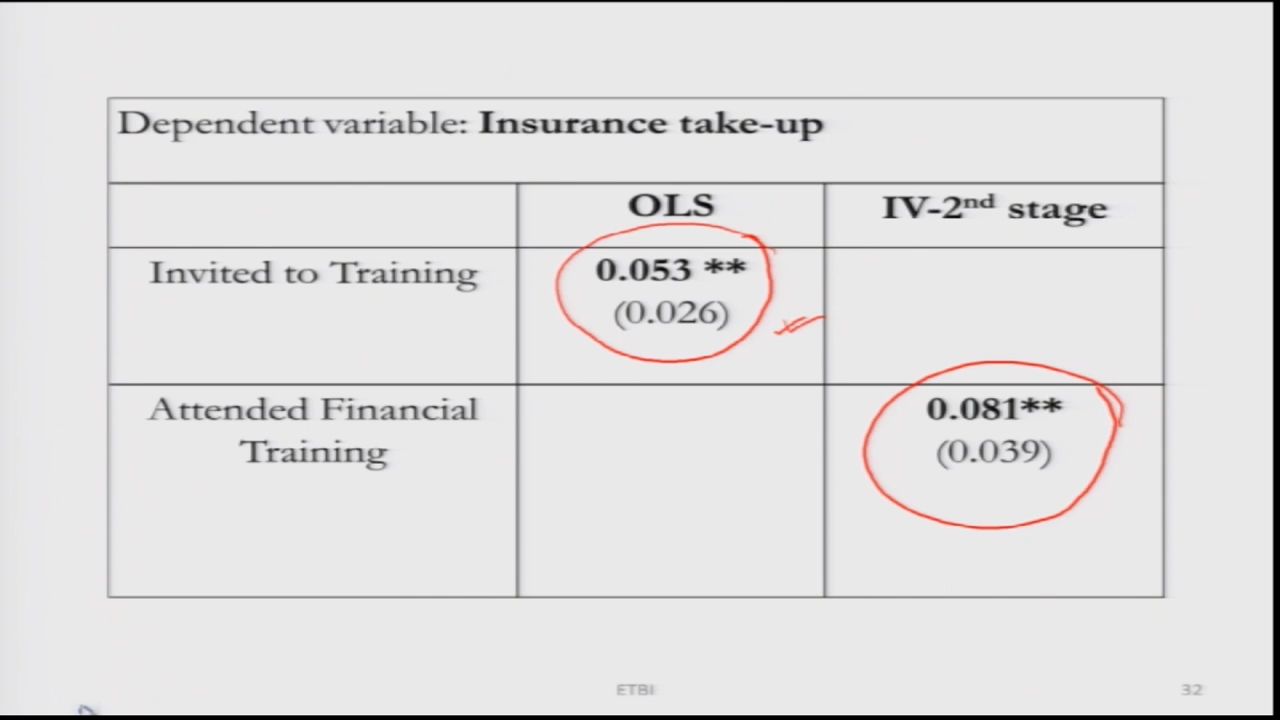 Dependent variable: Insurance take-up
OLS
IV-2nd stage
Invited to Training
0.053 **
(0.026)
Attended Financial
Training
0.081**
(0.039)
ETBI
32